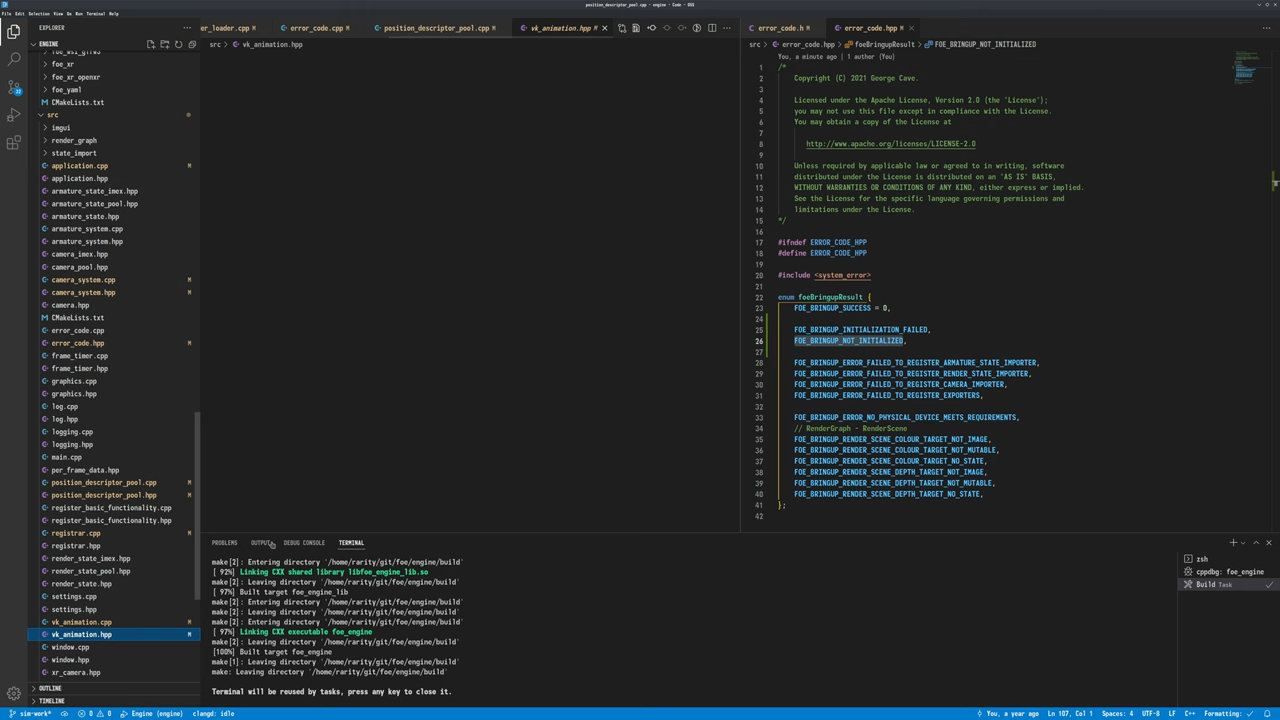 position_descriptor_pool.cpp - engine - Code - OSS
File Edit Selection View Go Run Terminal Help
EXPLORER
er_loader.cpp M
error_code.cpp M
position_descriptor_pool.cpp M
vk_animation.hpp M
error_code.h M
error_code.hpp M
ENGINE
src > vk_animation.hpp
src > error_code.hpp > foeBringupResult > FOE_BRINGUP_NOT_INITIALIZED
foe_wsi_glfw3
foe_xr
foe_xr_openxr
foe_yaml
CMakeLists.txt
src
imgui
render_graph
state_import
application.cpp M
application.hpp
armature_state_imex.hpp
armature_state_pool.hpp
armature_state.hpp
armature_system.cpp
armature_system.hpp
camera_imex.hpp
camera_pool.hpp
camera_system.cpp M
camera_system.hpp M
camera.hpp
CMakeLists.txt
error_code.cpp
error_code.hpp M
frame_timer.cpp
frame_timer.hpp
graphics.cpp
graphics.hpp
log.cpp
log.hpp
logging.cpp
logging.hpp
main.cpp
per_frame_data.hpp
position_descriptor_pool.cpp M
position_descriptor_pool.hpp M
register_basic_functionality.cpp
register_basic_functionality.hpp
registrar.cpp M
registrar.hpp
render_state_imex.hpp
render_state_pool.hpp
render_state.hpp
settings.cpp
settings.hpp
vk_animation.cpp M
vk_animation.hpp M
window.cpp
window.hpp
xr_camera.hpp
OUTLINE
TIMELINE
You, a minute ago | 1 author (You)
1 /*
2 Copyright (C) 2021 George Cave.
3
4 Licensed under the Apache License, Version 2.0 (the 'License');
5 you may not use this file except in compliance with the License.
6 You may obtain a copy of the License at
7
8 http://www.apache.org/licenses/LICENSE-2.0
9
10 Unless required by applicable law or agreed to in writing, software
11 distributed under the License is distributed on an 'AS IS' BASIS,
12 WITHOUT WARRANTIES OR CONDITIONS OF ANY KIND, either express or implied.
13 See the License for the specific language governing permissions and
14 limitations under the License.
15 */
16
17 #ifndef ERROR_CODE_HPP
18 #define ERROR_CODE_HPP
19
20 #include <system_error>
21
22 enum foeBringupResult {
23 FOE_BRINGUP_SUCCESS = 0,
24
25 FOE_BRINGUP_INITIALIZATION_FAILED,
26 FOE_BRINGUP_NOT_INITIALIZED,
27
28 FOE_BRINGUP_ERROR_FAILED_TO_REGISTER_ARMATURE_STATE_IMPORTER,
29 FOE_BRINGUP_ERROR_FAILED_TO_REGISTER_RENDER_STATE_IMPORTER,
30 FOE_BRINGUP_ERROR_FAILED_TO_REGISTER_CAMERA_IMPORTER,
31 FOE_BRINGUP_ERROR_FAILED_TO_REGISTER_EXPORTERS,
32
33 FOE_BRINGUP_ERROR_NO_PHYSICAL_DEVICE_MEETS_REQUIREMENTS,
34 // RenderGraph - RenderScene
35 FOE_BRINGUP_RENDER_SCENE_COLOUR_TARGET_NOT_IMAGE,
36 FOE_BRINGUP_RENDER_SCENE_COLOUR_TARGET_NOT_MUTABLE,
37 FOE_BRINGUP_RENDER_SCENE_COLOUR_TARGET_NO_STATE,
38 FOE_BRINGUP_RENDER_SCENE_DEPTH_TARGET_NOT_IMAGE,
39 FOE_BRINGUP_RENDER_SCENE_DEPTH_TARGET_NOT_MUTABLE,
40 FOE_BRINGUP_RENDER_SCENE_DEPTH_TARGET_NO_STATE,
41 };
42
PROBLEMS OUTPUT DEBUG CONSOLE TERMINAL
make[2]: Entering directory '/home/rarity/git/foe/engine/build'
[ 92%] Linking CXX shared library libfoe_engine_lib.so
make[2]: Leaving directory '/home/rarity/git/foe/engine/build'
[ 97%] Built target foe_engine_lib
make[2]: Entering directory '/home/rarity/git/foe/engine/build'
make[2]: Leaving directory '/home/rarity/git/foe/engine/build'
make[2]: Entering directory '/home/rarity/git/foe/engine/build'
[ 97%] Linking CXX executable foe_engine
make[2]: Leaving directory '/home/rarity/git/foe/engine/build'
[100%] Built target foe_engine
make[1]: Leaving directory '/home/rarity/git/foe/engine/build'
make: Leaving directory '/home/rarity/git/foe/engine/build'
Terminal will be reused by tasks, press any key to close it.
zsh
cppdbg: foe_engine
Build Task
sim-work* 0 0 Engine (engine) clangd: idle
You, a year ago Ln 107, Col 1 Spaces: 4 UTF-8 LF C++ Formatting: